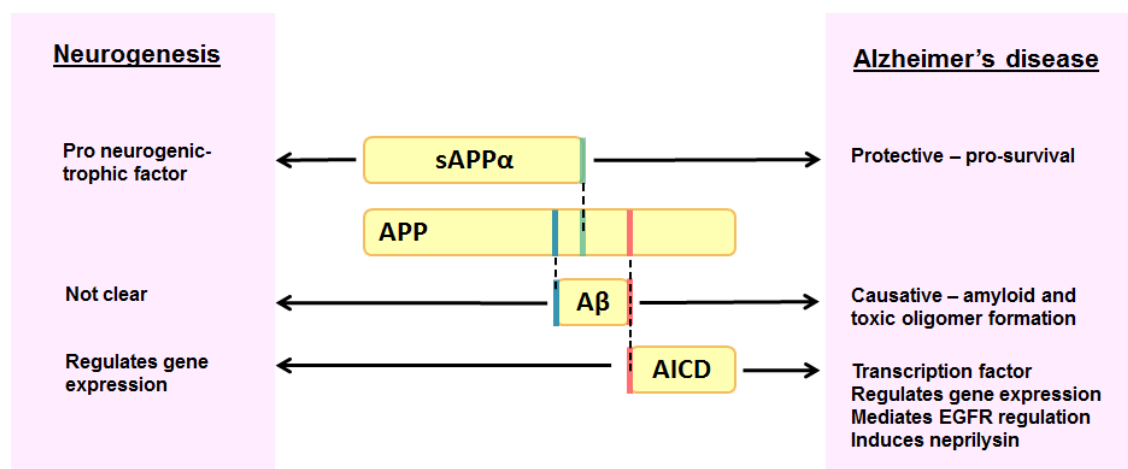 Neurogenesis
Alzheimer's disease
Pro neurogenic-
trophic factor
sAPPα
Protective – pro-survival
APP
Not clear
Aβ
Causative – amyloid and
toxic oligomer formation
Regulates gene
expression
AICD
Transcription factor
Regulates gene expression
Mediates EGFR regulation
Induces neprilysin